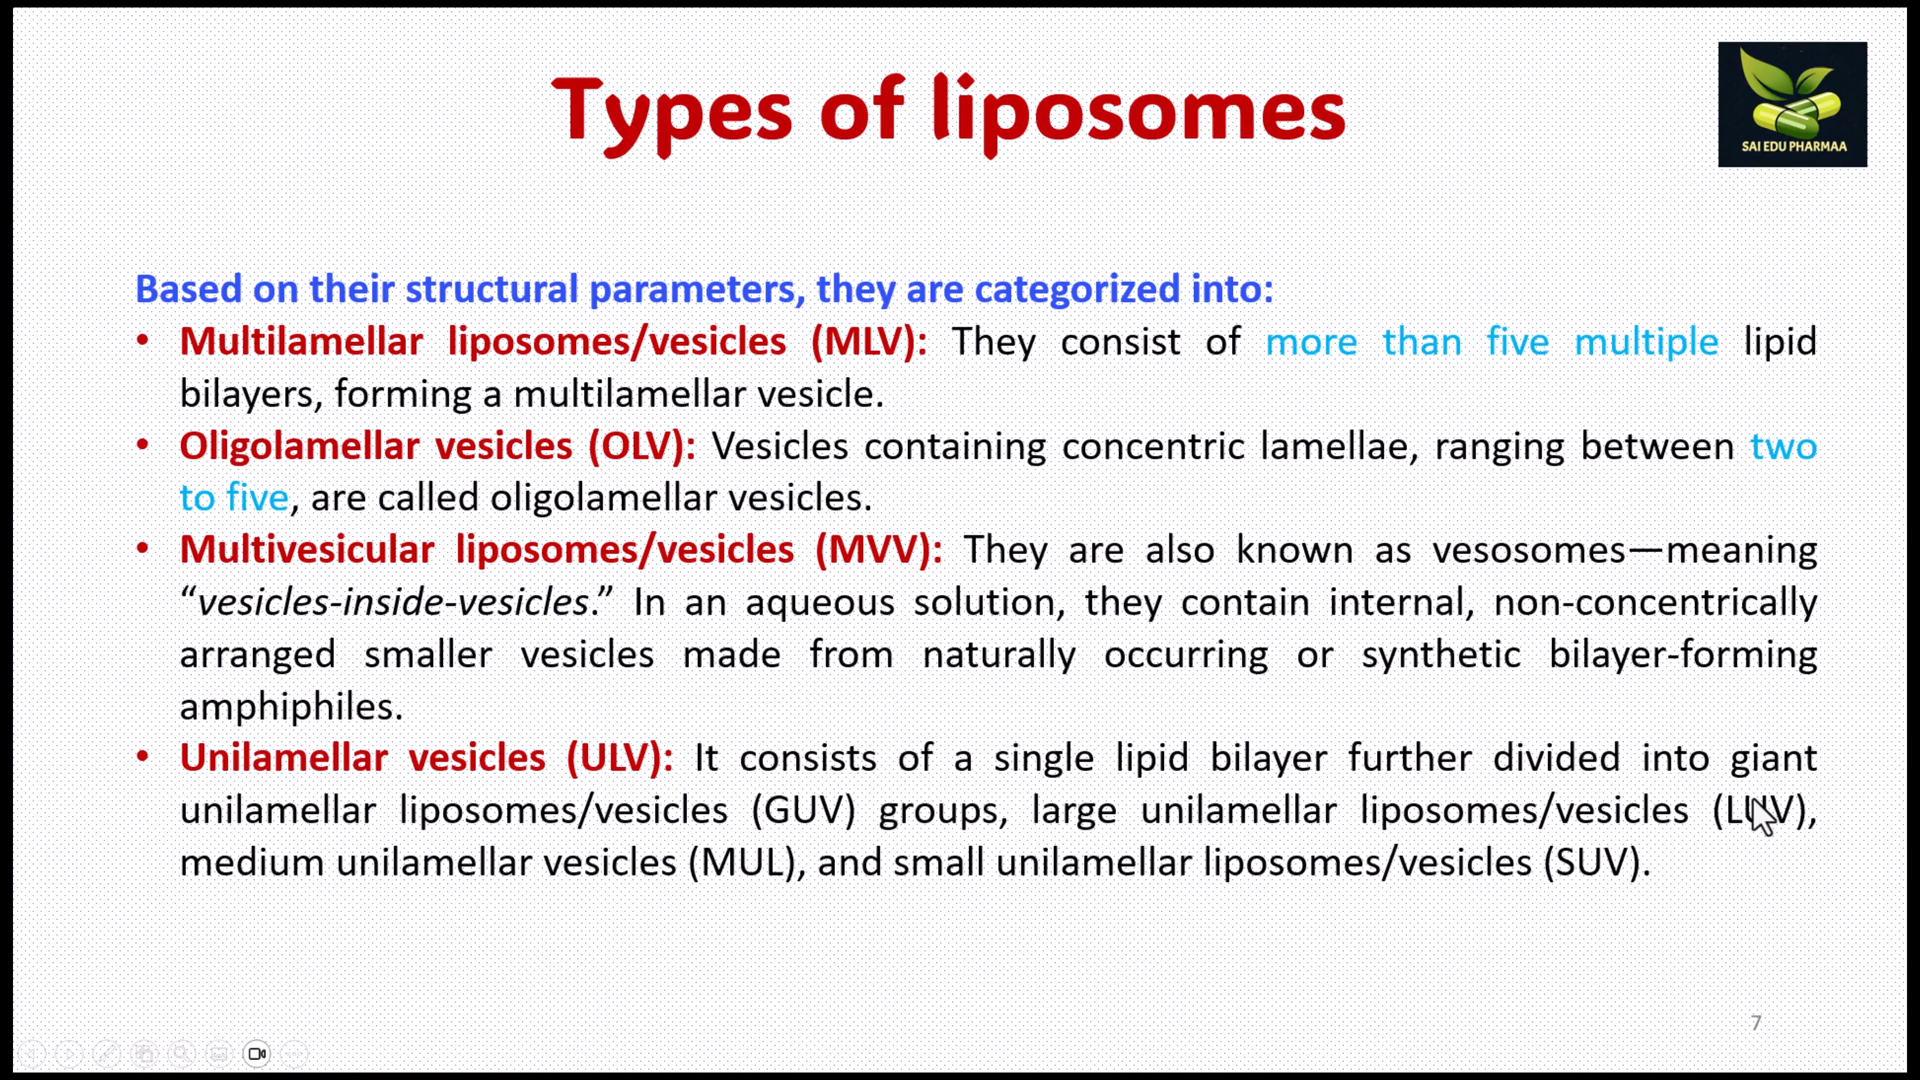 Types of liposomes
SAI EDU PHARMAA
Based on their structural parameters, they are categorized into:
• Multilamellar liposomes/vesicles (MLV): They consist of more than five multiple lipid
bilayers, forming a multilamellar vesicle.
• Oligolamellar vesicles (OLV): Vesicles containing concentric lamellae, ranging between two
to five, are called oligolamellar vesicles.
• Multivesicular liposomes/vesicles (MVV): They are also known as vesosomes—meaning
“vesicles-inside-vesicles.” In an aqueous solution, they contain internal, non-concentrically
arranged smaller vesicles made from naturally occurring or synthetic bilayer-forming
amphiphiles.
• Unilamellar vesicles (ULV): It consists of a single lipid bilayer further divided into giant
unilamellar liposomes/vesicles (GUV) groups, large unilamellar liposomes/vesicles (LUV),
medium unilamellar vesicles (MUL), and small unilamellar liposomes/vesicles (SUV).
7